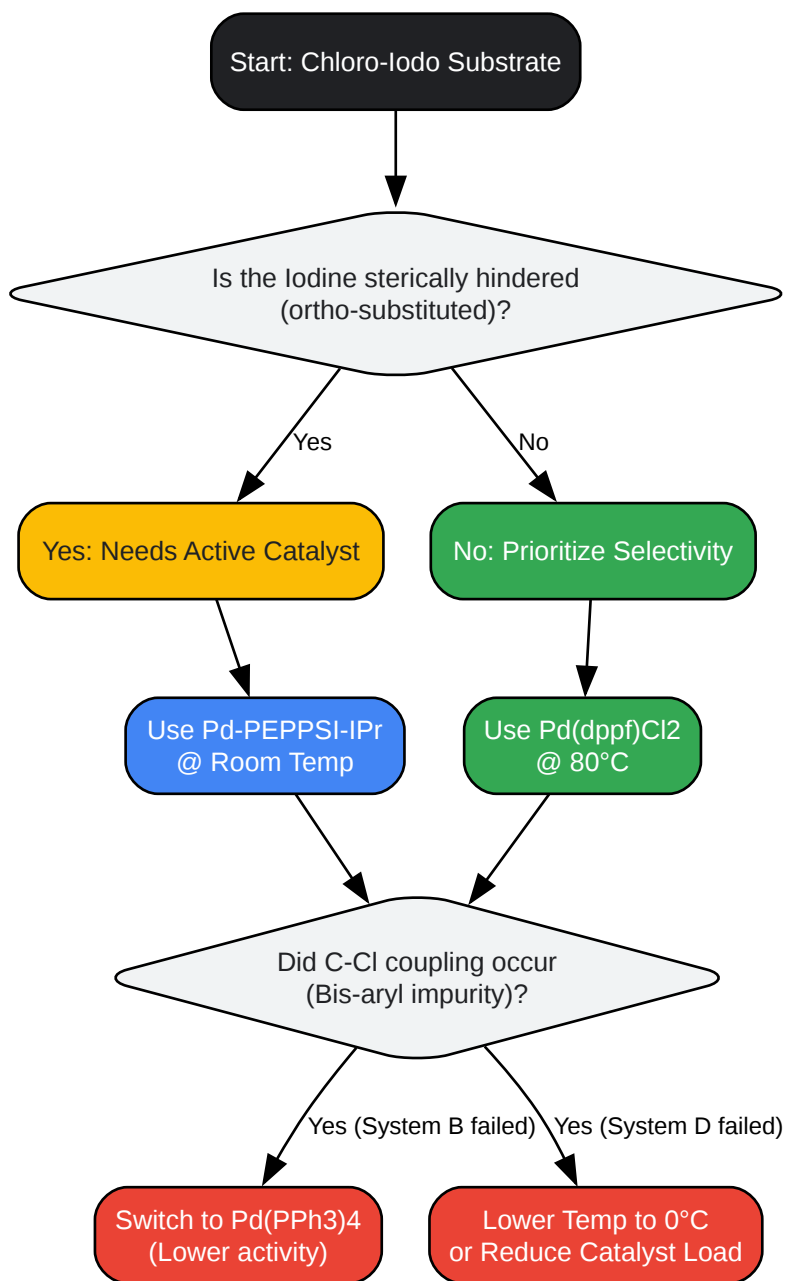 Start: Chloro-Iodo Substrate
Is the Iodine sterically hindered
(ortho-substituted)?
Yes
No
Yes: Needs Active Catalyst
No: Prioritize Selectivity
Use Pd-PEPPSI-IPr
@ Room Temp
Use Pd(dppf)Cl2
@ 80°C
Did C-Cl coupling occur
(Bis-aryl impurity)?
Yes (System B failed)
Yes (System D failed)
Switch to Pd(PPh3)4
(Lower activity)
Lower Temp to 0°C
or Reduce Catalyst Load